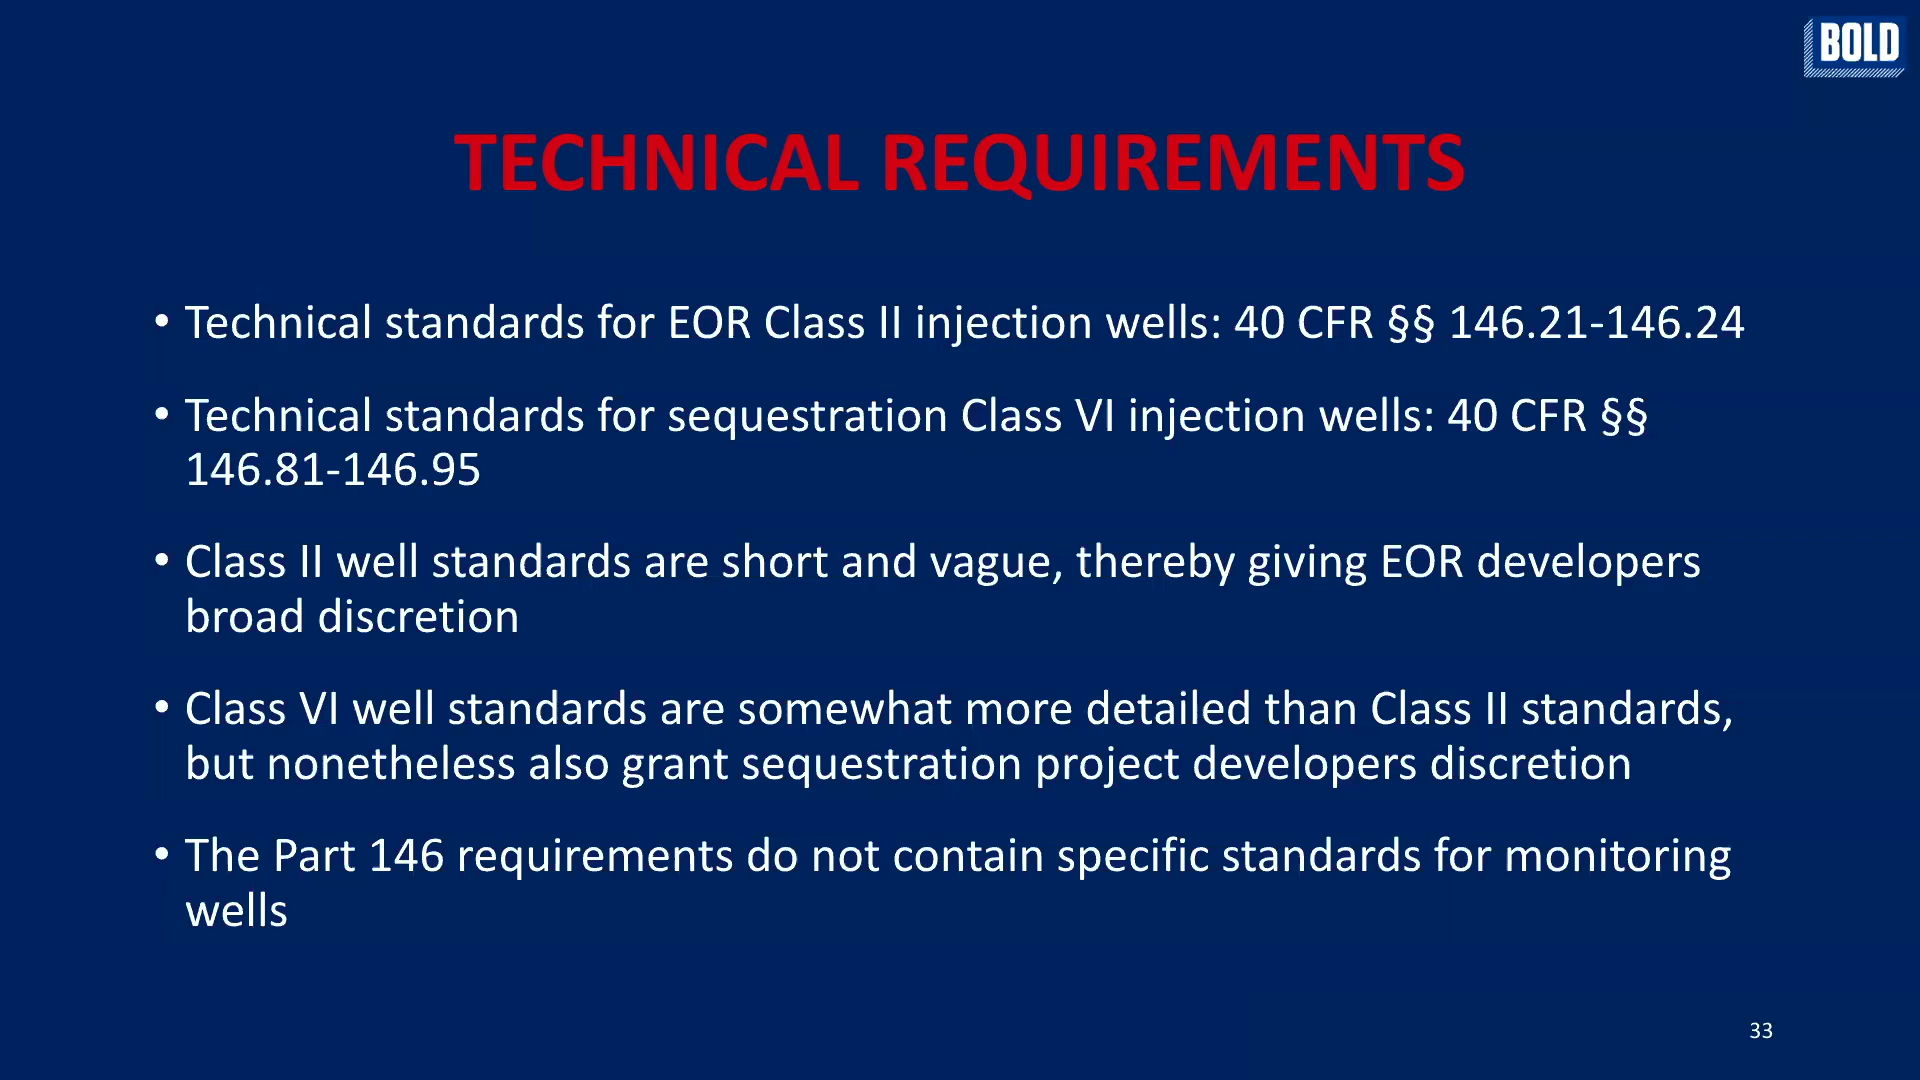 BOLD
TECHNICAL REQUIREMENTS
• Technical standards for EOR Class II injection wells: 40 CFR §§ 146.21-146.24
• Technical standards for sequestration Class VI injection wells: 40 CFR §§
146.81-146.95
• Class II well standards are short and vague, thereby giving EOR developers
broad discretion
• Class VI well standards are somewhat more detailed than Class II standards,
but nonetheless also grant sequestration project developers discretion
• The Part 146 requirements do not contain specific standards for monitoring
wells
33